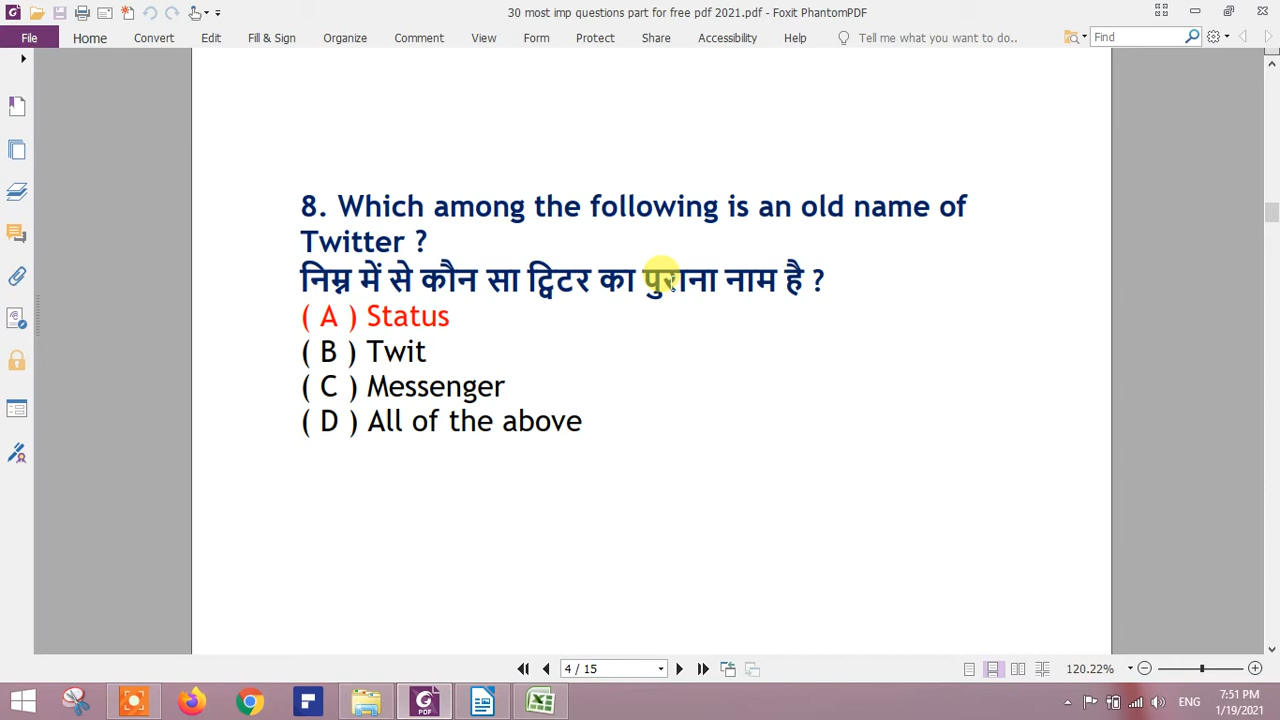 30 most imp questions part for free pdf 2021.pdf - Foxit PhantomPDF
File Home Convert Edit Fill & Sign Organize Comment View Form Protect Share Accessibility Help Tell me what you want to do.. Find
8. Which among the following is an old name of
Twitter ?
निम्न में से कौन सा ट्विटर का पुराना नाम है ?
( A ) Status
( B ) Twit
( C ) Messenger
( D ) All of the above
4 / 15 120.22%
PDF ENG 7:51 PM
1/19/2021